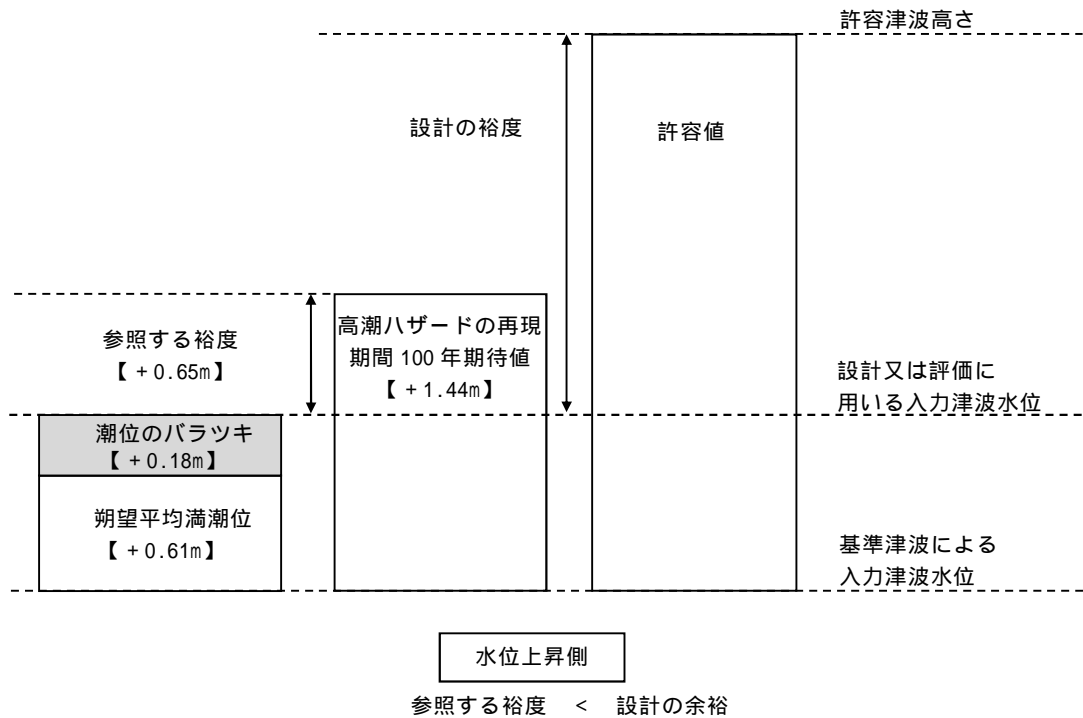 許容津波高さ
設計の裕度
許容値
参照する裕度
【+0.65m】
高潮ハザードの再現
期間 100 年期待値
【+1.44m】
設計又は評価に
用いる入力津波水位
潮位のバラツキ
【+0.18m】
朔望平均満潮位
【+0.61m】
基準津波による
入力津波水位
水位上昇側
参照する裕度 < 設計の余裕